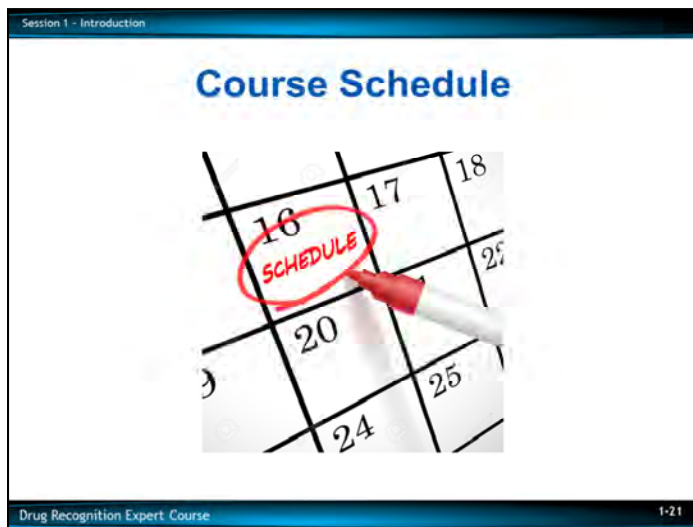 Session 1 - Introduction
Course Schedule
16
17
18
SCHEDULE
20
24
25
Drug Recognition Expert Course
1-21